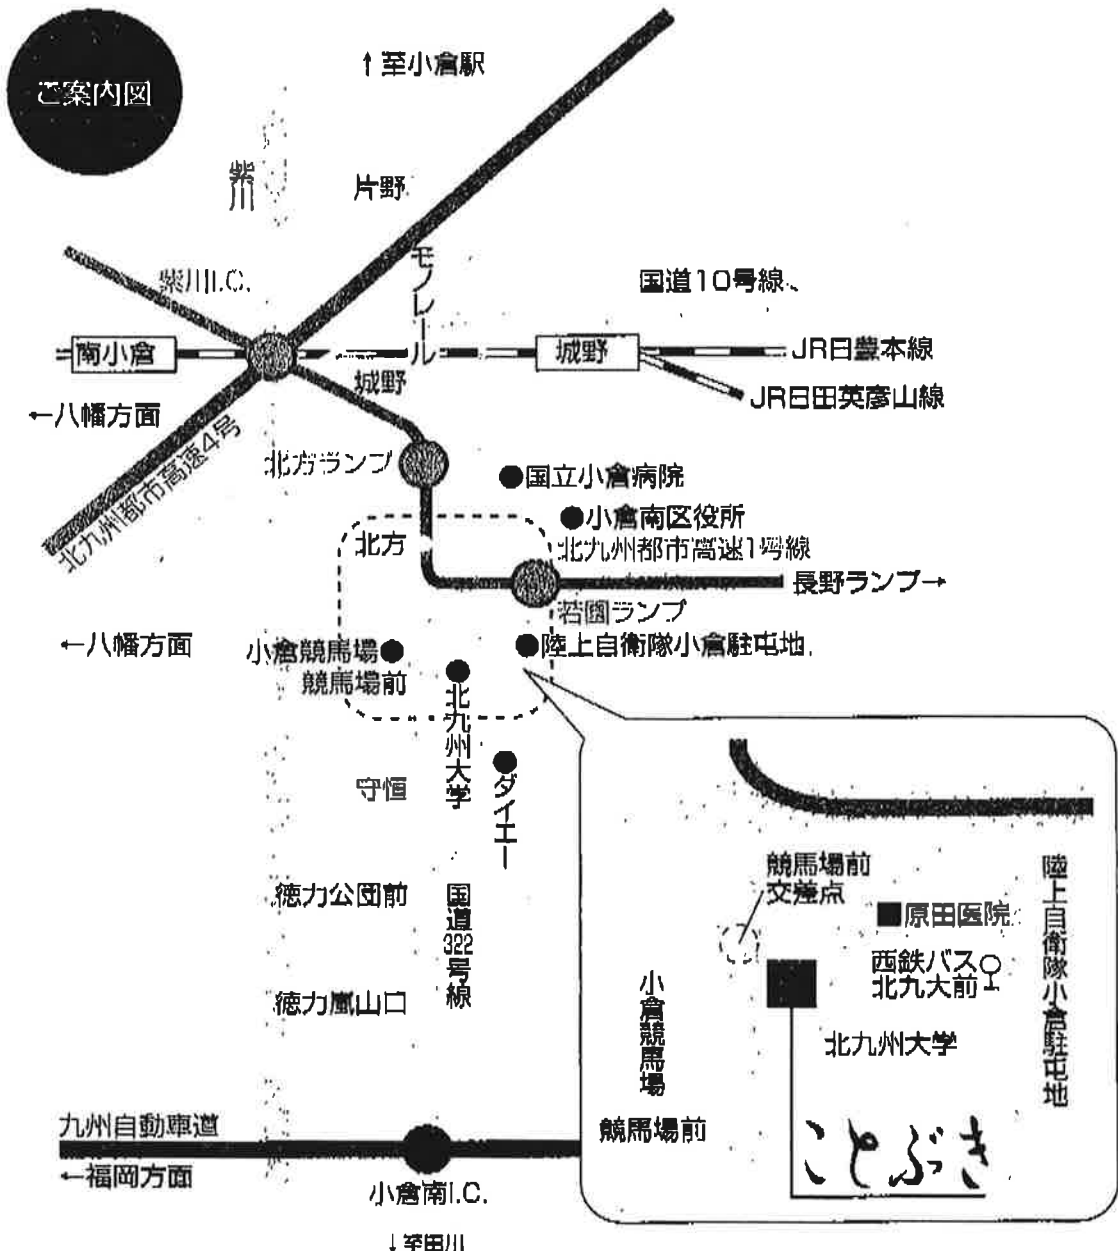 ご案内図
↑至小倉駅
紫川
片野
モノレール
紫川I.C.
国道10号線
南小倉
城野
JR日豊本線
城野
JR日田英彦山線
←八幡方面
北九州都市高速4号
北方ランプ
●国立小倉病院
●小倉南区役所
北方
北九州都市高速1号線
長野ランプ→
若園ランプ
←八幡方面
小倉競馬場●
競馬場前
●陸上自衛隊小倉駐屯地
●北九州大学
守恒
●ダイエー
徳力公団前
国道322号線
徳力嵐山口
九州自動車道
←福岡方面
小倉南I.C.
↓至田川
競馬場前
交差点
■原田医院
西鉄バス
北九大前
陸上自衛隊小倉駐屯地
小倉競馬場
北九州大学
競馬場前
ことぶき